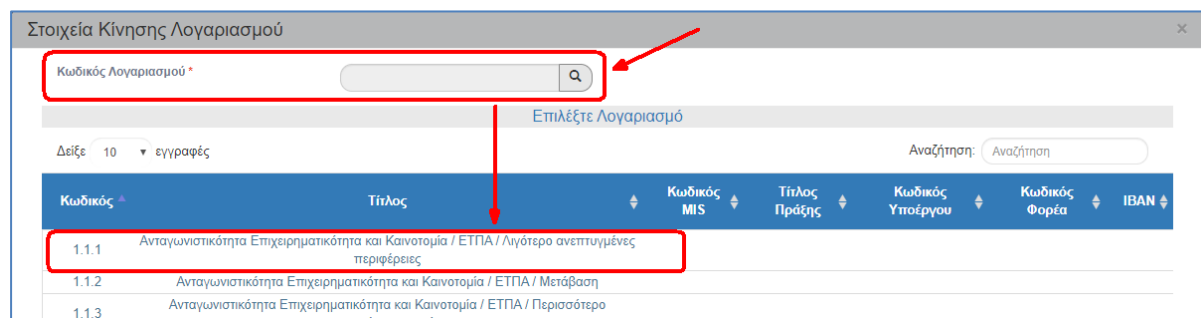 Στοιχεία Κίνησης Λογαριασμού ×
Κωδικός Λογαριασμού *
Επιλέξτε Λογαριασμό
Δείξε 10 εγγραφές Αναζήτηση: Αναζήτηση
Κωδικός Τίτλος Κωδικός MIS Τίτλος Πράξης Κωδικός Υποέργου Κωδικός Φορέα IBAN
1.1.1 Ανταγωνιστικότητα Επιχειρηματικότητα και Καινοτομία / ΕΤΠΑ / Λιγότερο ανεπτυγμένες
περιφέρειες
1.1.2 Ανταγωνιστικότητα Επιχειρηματικότητα και Καινοτομία / ΕΤΠΑ / Μετάβαση
1.1.3 Ανταγωνιστικότητα Επιχειρηματικότητα και Καινοτομία / ΕΤΠΑ / Περισσότερο